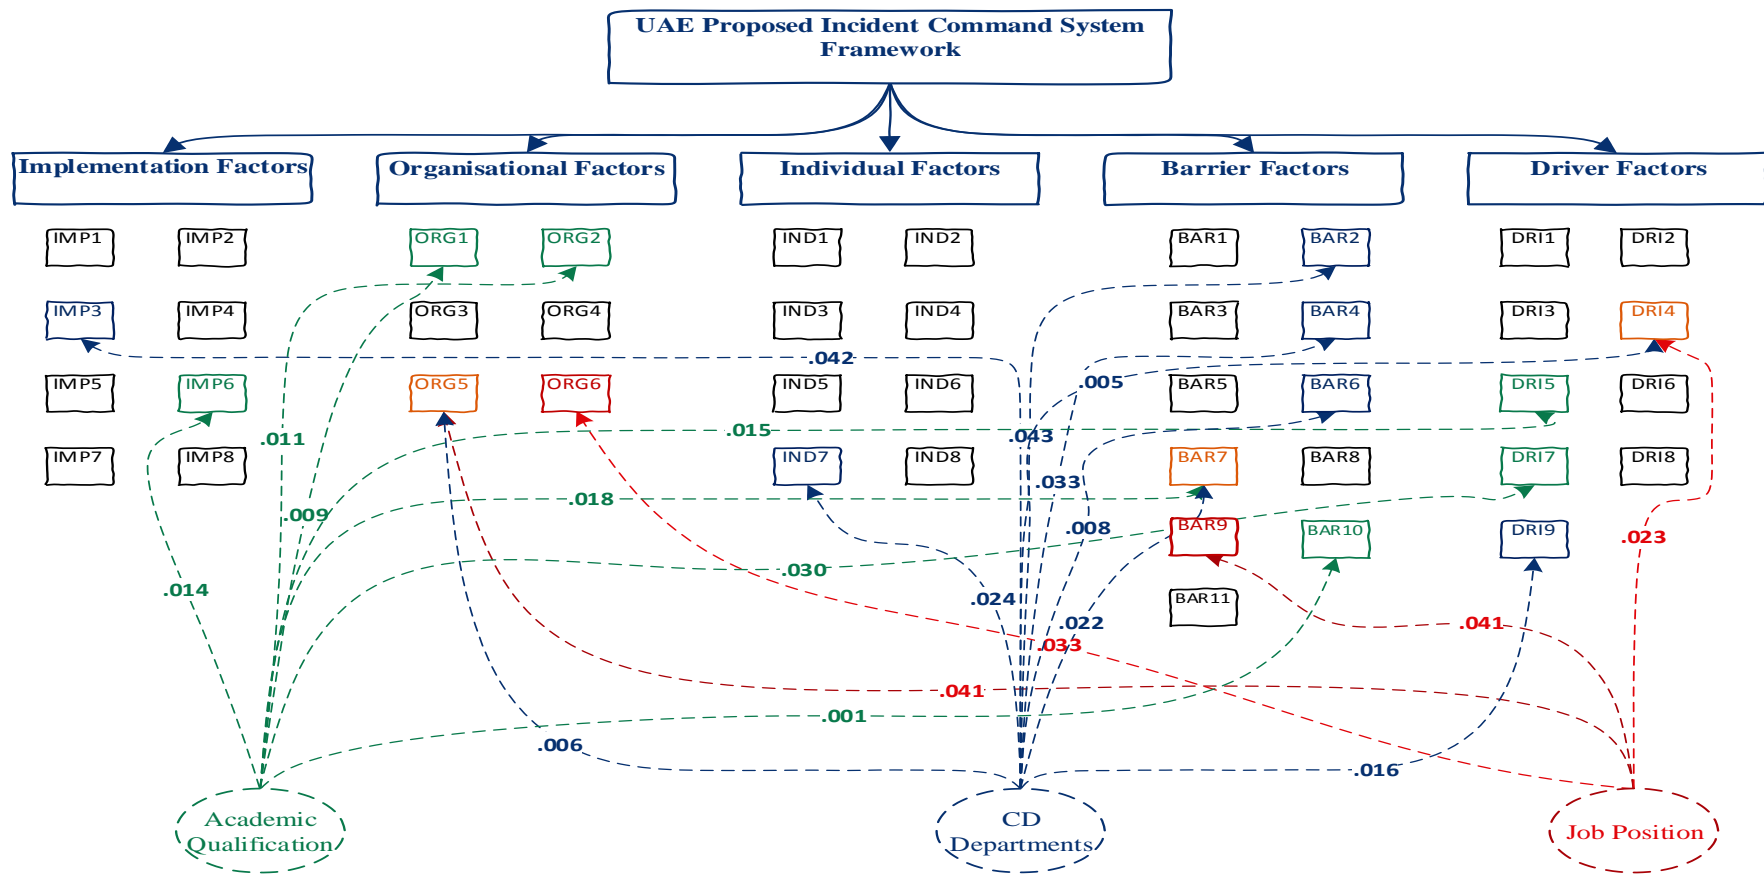 UAE Proposed Incident Command System
Framework
Implementation Factors
Organisational Factors
Individual Factors
Barrier Factors
Driver Factors
IMP1
IMP2
ORG1
ORG2
IND1
IND2
BAR1
BAR2
DRI1
DRI2
IMP3
IMP4
ORG3
ORG4
IND3
IND4
BAR3
BAR4
DRI3
DRI4
.042
.005
IMP5
IMP6
ORG5
ORG6
IND5
IND6
BAR5
BAR6
DRI5
DRI6
.011
.015
.043
IMP7
IMP8
IND7
IND8
BAR7
BAR8
DRI7
DRI8
.033
.018
.009
.008
BAR9
BAR10
DRI9
.023
.030
.014
.024
BAR11
.022
.041
.033
.041
.001
.006
.016
Academic
Qualification
CD
Departments
Job Position